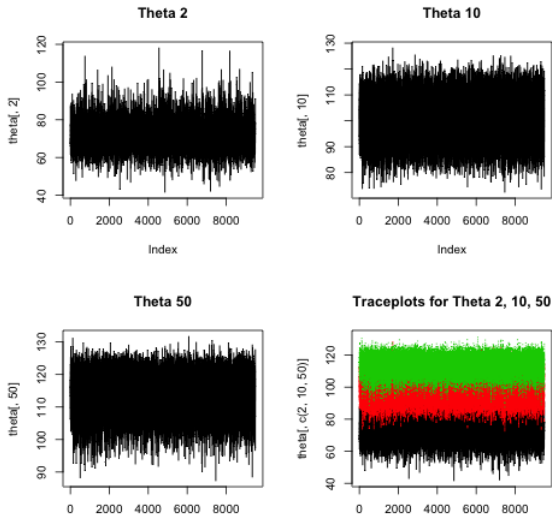 Theta 2
theta[, 2]
120
100
80
60
40
0 2000 4000 6000 8000
Index
Theta 10
theta[, 10]
130
110
90
80
0 2000 4000 6000 8000
Index
Theta 50
theta[, 50]
130
120
110
100
90
0 2000 4000 6000 8000
Traceplots for Theta 2, 10, 50
theta[, c(2, 10, 50)]
120
100
80
60
40
0 2000 4000 6000 8000